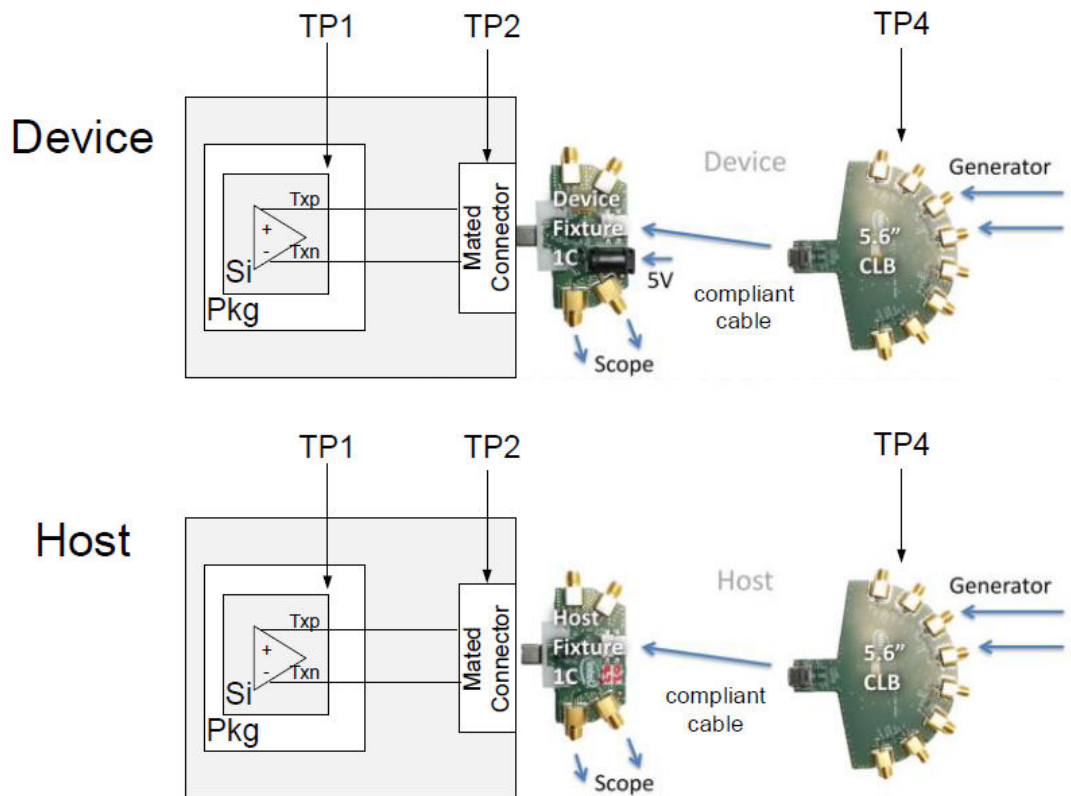 TP1
TP2
TP4
Device
Txp
+
-
Txn
Si
Pkg
Mated
Connector
Device
Fixture
1C
5V
Scope
Device
compliant
cable
5.6"
CLB
Generator
TP1
TP2
TP4
Host
Txp
+
-
Txn
Si
Pkg
Mated
Connector
Host
Fixture
1C
Scope
Host
compliant
cable
5.6"
CLB
Generator